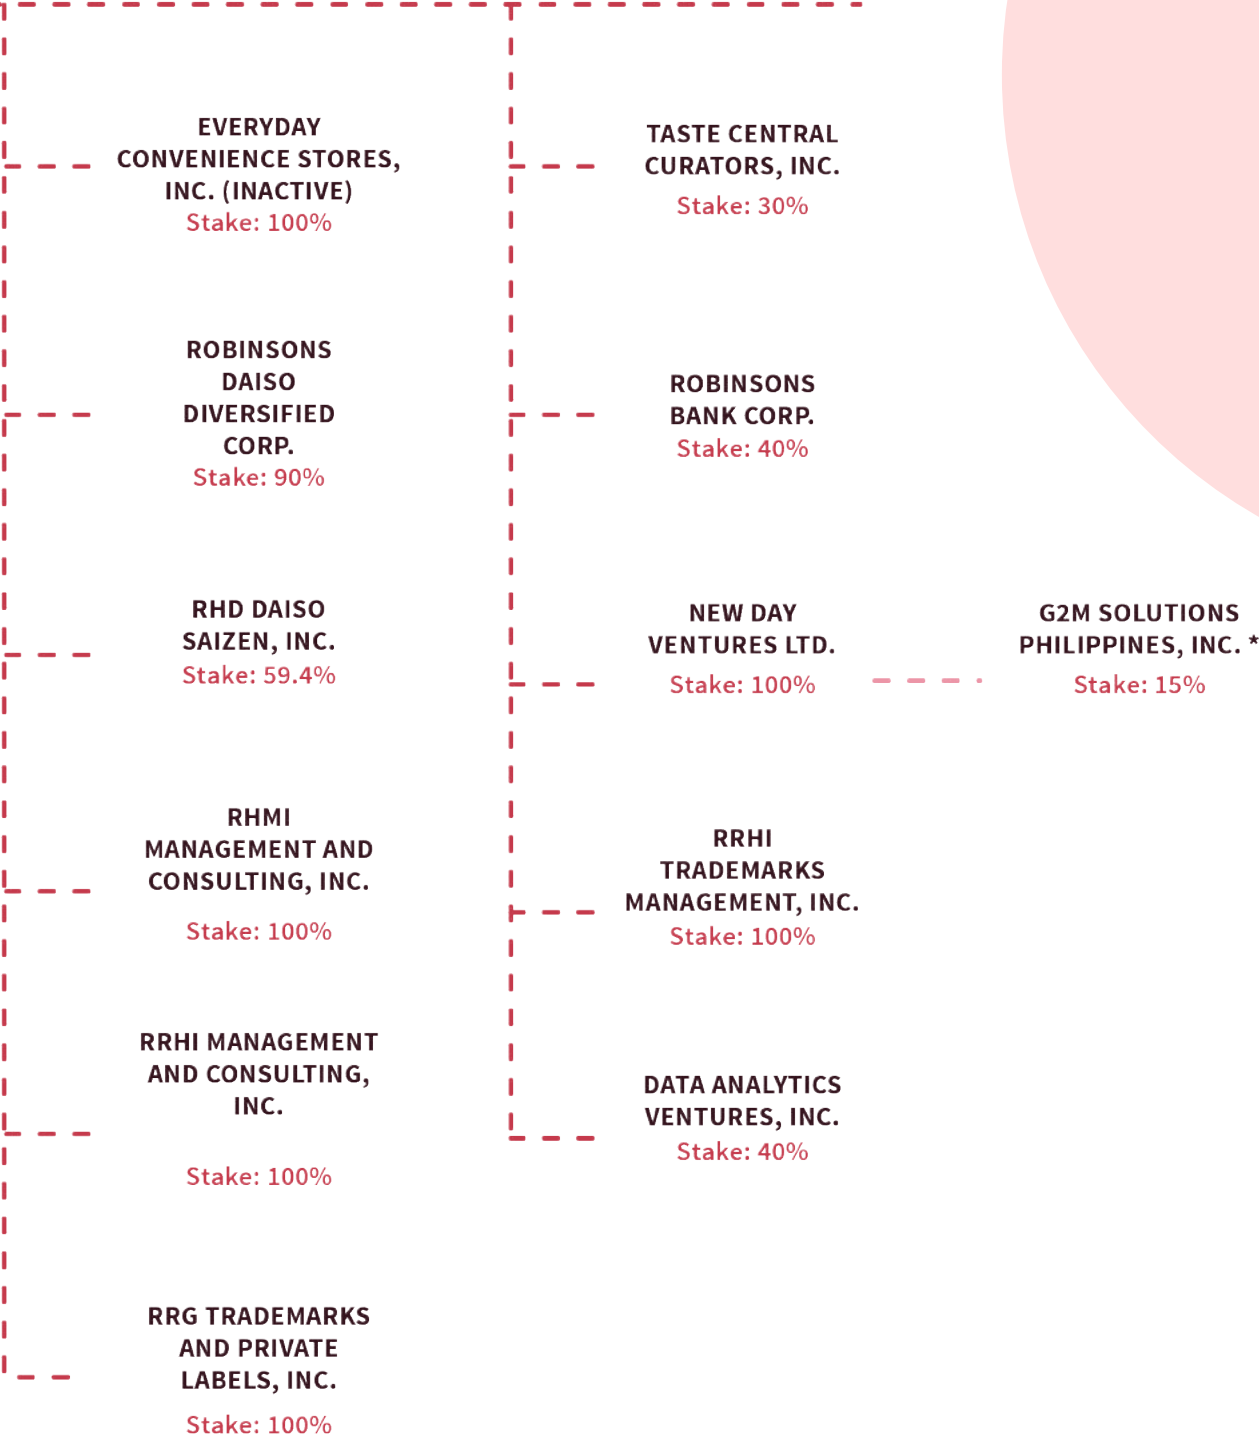 EVERYDAY
CONVENIENCE STORES,
INC. (INACTIVE)
Stake: 100%
ROBINSONS
DAISO
DIVERSIFIED
CORP.
Stake: 90%
RHD DAISO
SAIZEN, INC.
Stake: 59.4%
RHMI
MANAGEMENT AND
CONSULTING, INC.
Stake: 100%
RRHI MANAGEMENT
AND CONSULTING,
INC.
Stake: 100%
RRG TRADEMARKS
AND PRIVATE
LABELS, INC.
Stake: 100%
TASTE CENTRAL
CURATORS, INC.
Stake: 30%
ROBINSONS
BANK CORP.
Stake: 40%
NEW DAY
VENTURES LTD.
Stake: 100%
G2M SOLUTIONS
PHILIPPINES, INC. *
Stake: 15%
RRHI
TRADEMARKS
MANAGEMENT, INC.
Stake: 100%
DATA ANALYTICS
VENTURES, INC.
Stake: 40%